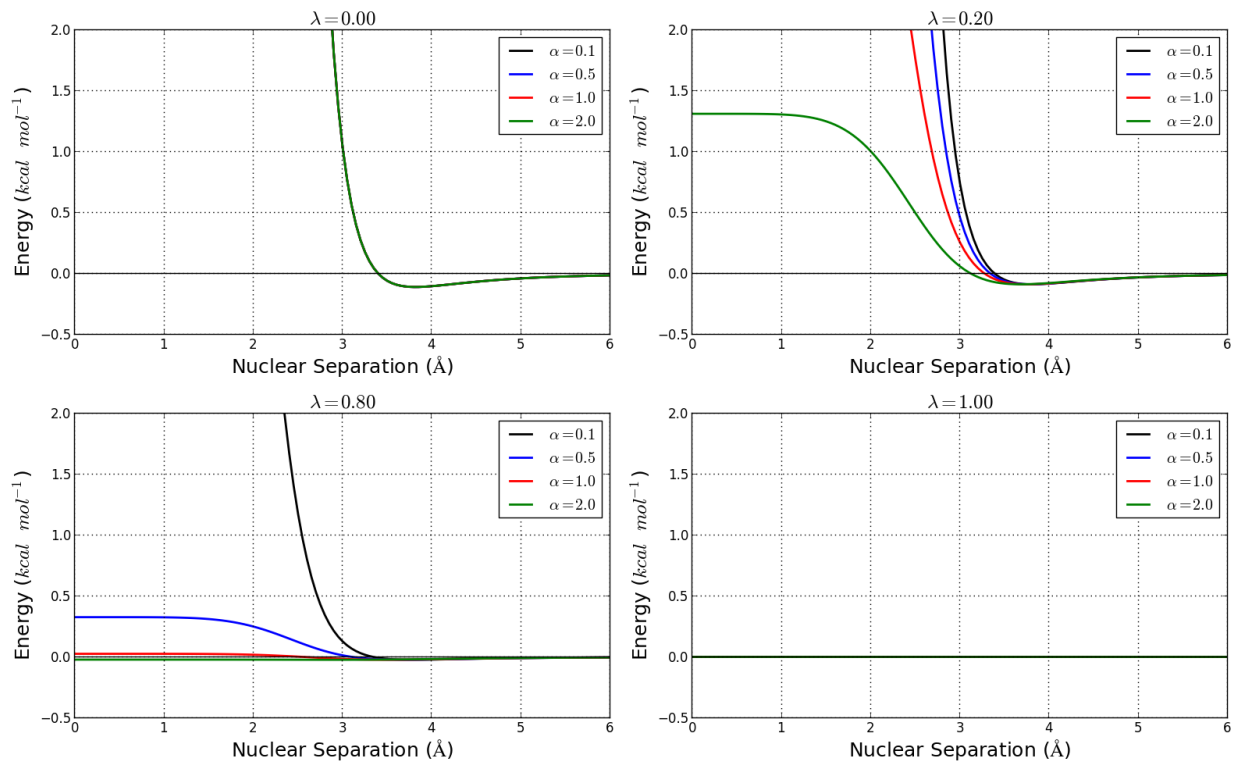 λ=0.00
2.0
1.5
1.0
0.5
0.0
−0.5
Energy (kcal mol⁻¹)
α=0.1
α=0.5
α=1.0
α=2.0
0 1 2 3 4 5 6
Nuclear Separation (Å)
λ=0.20
2.0
1.5
1.0
0.5
0.0
−0.5
Energy (kcal mol⁻¹)
α=0.1
α=0.5
α=1.0
α=2.0
0 1 2 3 4 5 6
Nuclear Separation (Å)
λ=0.80
2.0
1.5
1.0
0.5
0.0
−0.5
Energy (kcal mol⁻¹)
α=0.1
α=0.5
α=1.0
α=2.0
0 1 2 3 4 5 6
Nuclear Separation (Å)
λ=1.00
2.0
1.5
1.0
0.5
0.0
−0.5
Energy (kcal mol⁻¹)
α=0.1
α=0.5
α=1.0
α=2.0
0 1 2 3 4 5 6
Nuclear Separation (Å)